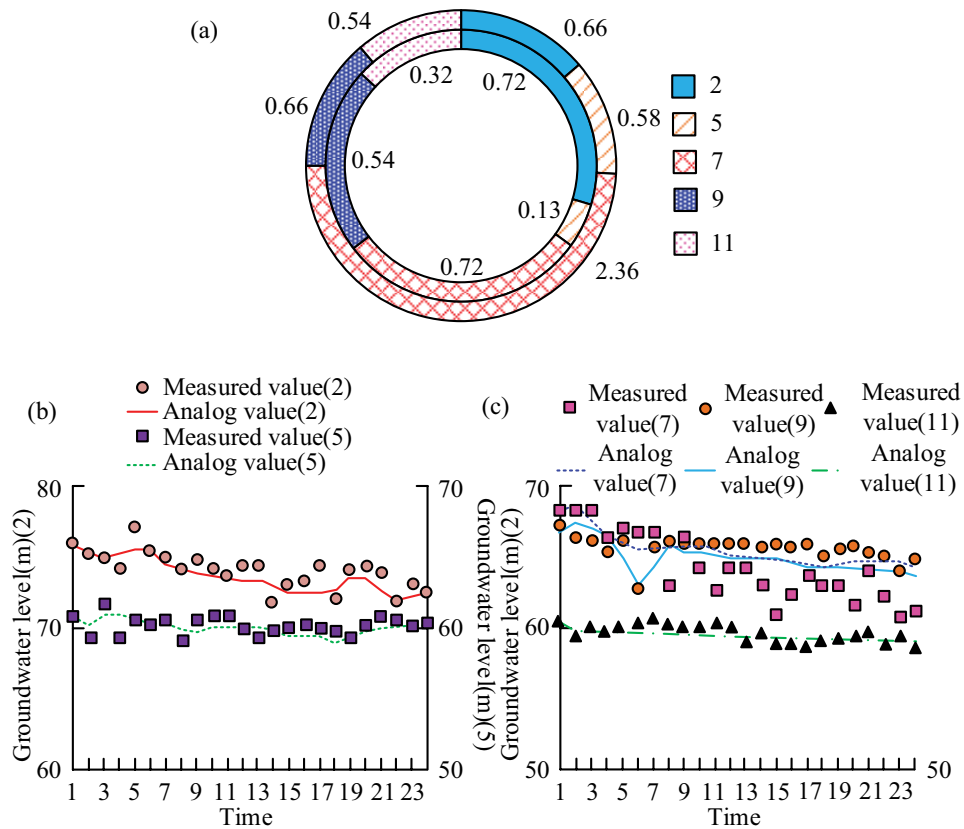 (a)
0.54
0.66
0.32
0.72
0.66
0.58
0.54
0.13
0.72
2.36
2
5
7
9
11
(b)
Measured value(2)
Analog value(2)
Measured value(5)
Analog value(5)
80
70
60
Groundwater level(m)(2)
70
60
50
Groundwater level(m)(5)
1 3 5 7 9 11 13 15 17 19 21 23
Time
(c)
Measured value(7)
Measured value(9)
Measured value(11)
Analog value(7)
Analog value(9)
Analog value(11)
70
60
50
Groundwater level(m)(2)
50
1 3 5 7 9 11 13 15 17 19 21 23
Time